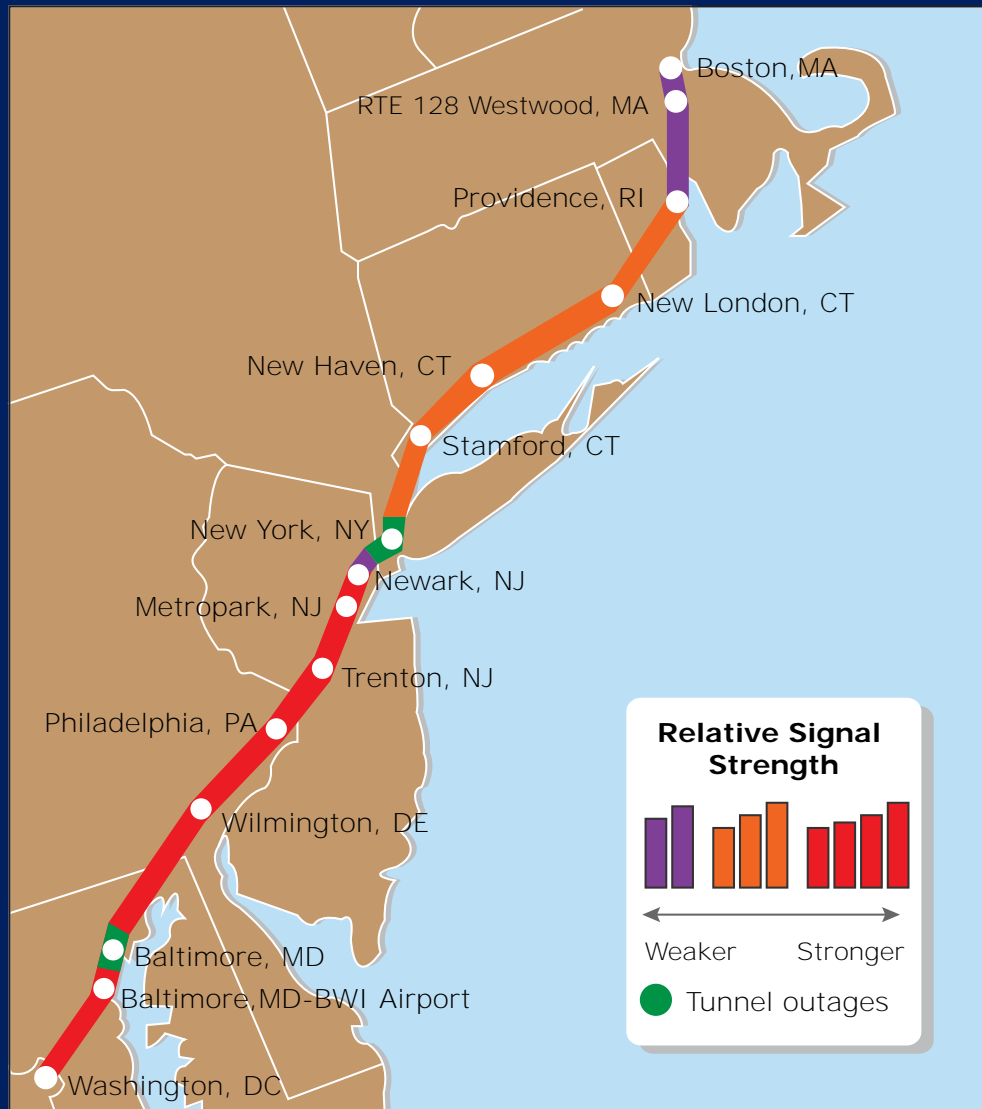 Boston,MA
RTE 128 Westwood, MA
Providence, RI
New London, CT
New Haven, CT
Stamford, CT
New York, NY
Newark, NJ
Metropark, NJ
Trenton, NJ
Philadelphia, PA
Wilmington, DE
Baltimore, MD
Baltimore,MD-BWI Airport
Washington, DC
Relative Signal
Strength
Weaker Stronger
Tunnel outages